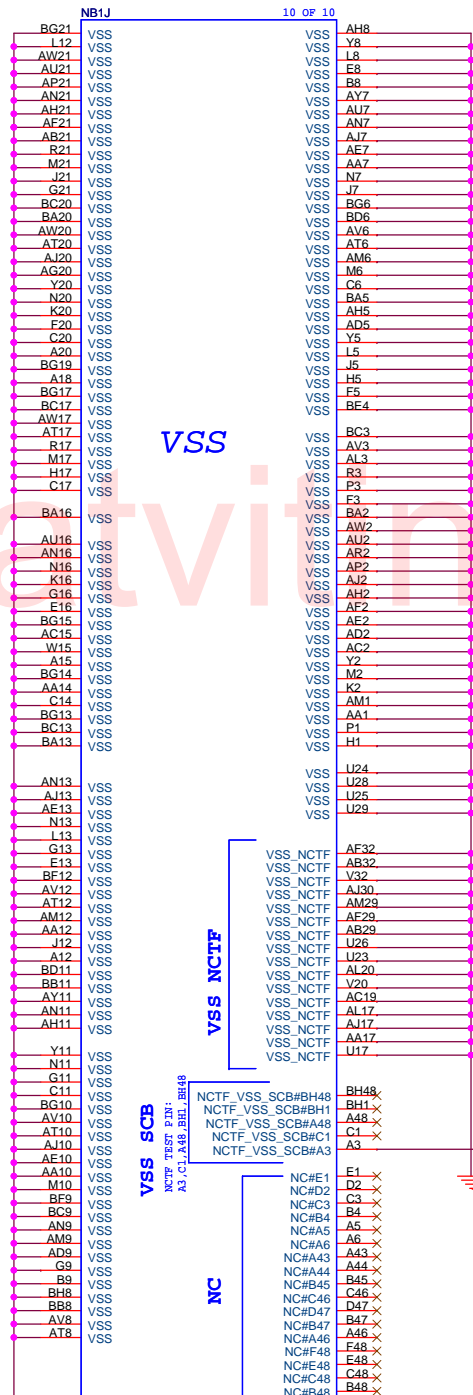 NB1J 10 OF 10
BG21 VSS VSS AH8
L12 VSS VSS Y8
AW21 VSS VSS L8
AU21 VSS VSS E8
AP21 VSS VSS B8
AN21 VSS VSS AY7
AH21 VSS VSS AU7
AF21 VSS VSS AN7
AB21 VSS VSS AJ7
R21 VSS VSS AE7
M21 VSS VSS AA7
J21 VSS VSS N7
G21 VSS VSS J7
BC20 VSS VSS BG6
BA20 VSS VSS BD6
AW20 VSS VSS AV6
AT20 VSS VSS AT6
AJ20 VSS VSS AM6
AG20 VSS VSS M6
Y20 VSS VSS C6
N20 VSS VSS BA5
K20 VSS VSS AH5
F20 VSS VSS AD5
C20 VSS VSS Y5
A20 VSS VSS L5
BG19 VSS VSS J5
A18 VSS VSS H5
BG17 VSS VSS F5
BC17 VSS VSS BE4
AW17 VSS
AT17 VSS VSS BC3
R17 VSS VSS AV3
M17 VSS VSS AL3
H17 VSS VSS R3
C17 VSS VSS P3
VSS F3
BA16 VSS VSS BA2
VSS AW2
AU16 VSS VSS AU2
AN16 VSS VSS AR2
N16 VSS VSS AP2
K16 VSS VSS AJ2
G16 VSS VSS AH2
E16 VSS VSS AF2
BG15 VSS VSS AE2
AC15 VSS VSS AD2
W15 VSS VSS AC2
A15 VSS VSS Y2
BG14 VSS VSS M2
AA14 VSS VSS K2
C14 VSS VSS AM1
BG13 VSS VSS AA1
BC13 VSS VSS P1
BA13 VSS VSS H1
VSS
VSS U24
AN13 VSS VSS U28
AJ13 VSS VSS U25
AE13 VSS VSS U29
N13 VSS
L13 VSS
G13 VSS VSS_NCTF AF32
E13 VSS VSS_NCTF AB32
BF12 VSS VSS_NCTF V32
AV12 VSS VSS_NCTF AJ30
AT12 VSS VSS_NCTF AM29
AM12 VSS VSS_NCTF AF29
AA12 VSS VSS_NCTF AB29
J12 VSS VSS_NCTF U26
A12 VSS VSS_NCTF U23
BD11 VSS VSS_NCTF AL20
BB11 VSS VSS_NCTF V20
AY11 VSS VSS_NCTF AC19
AN11 VSS VSS_NCTF AL17
AH11 VSS VSS_NCTF AJ17
VSS_NCTF AA17
Y11 VSS VSS_NCTF U17
VSS NCTF
N11 VSS
G11 VSS
C11 VSS NCTF_VSS_SCB#BH48 BH48
BG10 VSS NCTF_VSS_SCB#BH1 BH1
AV10 VSS NCTF_VSS_SCB#A48 A48
AT10 VSS NCTF_VSS_SCB#C1 C1
AJ10 VSS NCTF_VSS_SCB#A3 A3
VSS SCB
NCTF TEST PIN:
A3,C1,A48,BH1,BH48
AE10 VSS
AA10 VSS NC#E1 E1
M10 VSS NC#D2 D2
BF9 VSS NC#C3 C3
BC9 VSS NC#B4 B4
AN9 VSS NC#A5 A5
AM9 VSS NC#A6 A6
AD9 VSS NC#A43 A43
G9 VSS NC#A44 A44
B9 VSS NC#B45 B45
BH8 VSS NC#C46 C46
BB8 VSS NC#D47 D47
AV8 VSS NC#B47 B47
AT8 VSS NC#A46 A46
NC#F48 F48
NC#E48 E48
NC#C48 C48
NC#B48 B48
NC